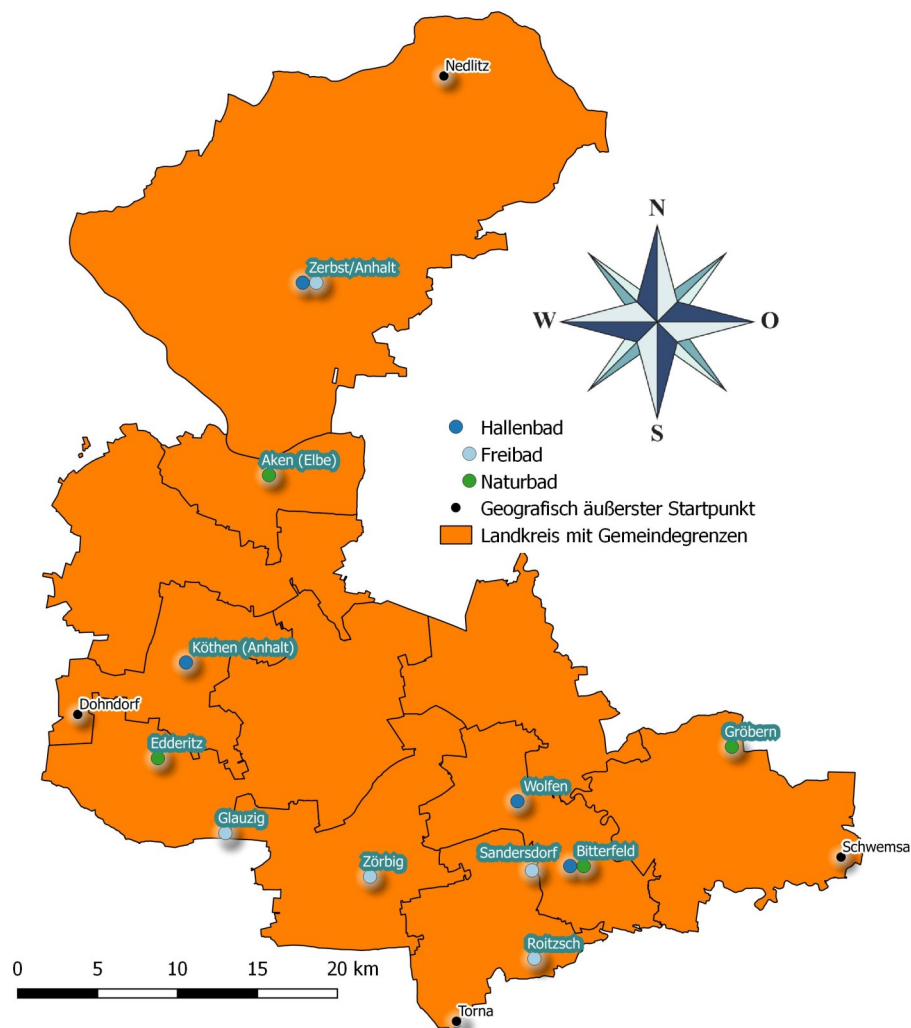 Nedlitz
N
Zerbst/Anhalt
W
O
S
Hallenbad
Freibad
Aken (Elbe)
Naturbad
Geografisch äußerster Startpunkt
Landkreis mit Gemeindegrenzen
Köthen (Anhalt)
Dohndorf
Gröbern
Edderitz
Wolfen
Glauzig
Schwemsa
Sandersdorf
Bitterfeld
Zörbig
Roitzsch
0 5 10 15 20 km
Torna